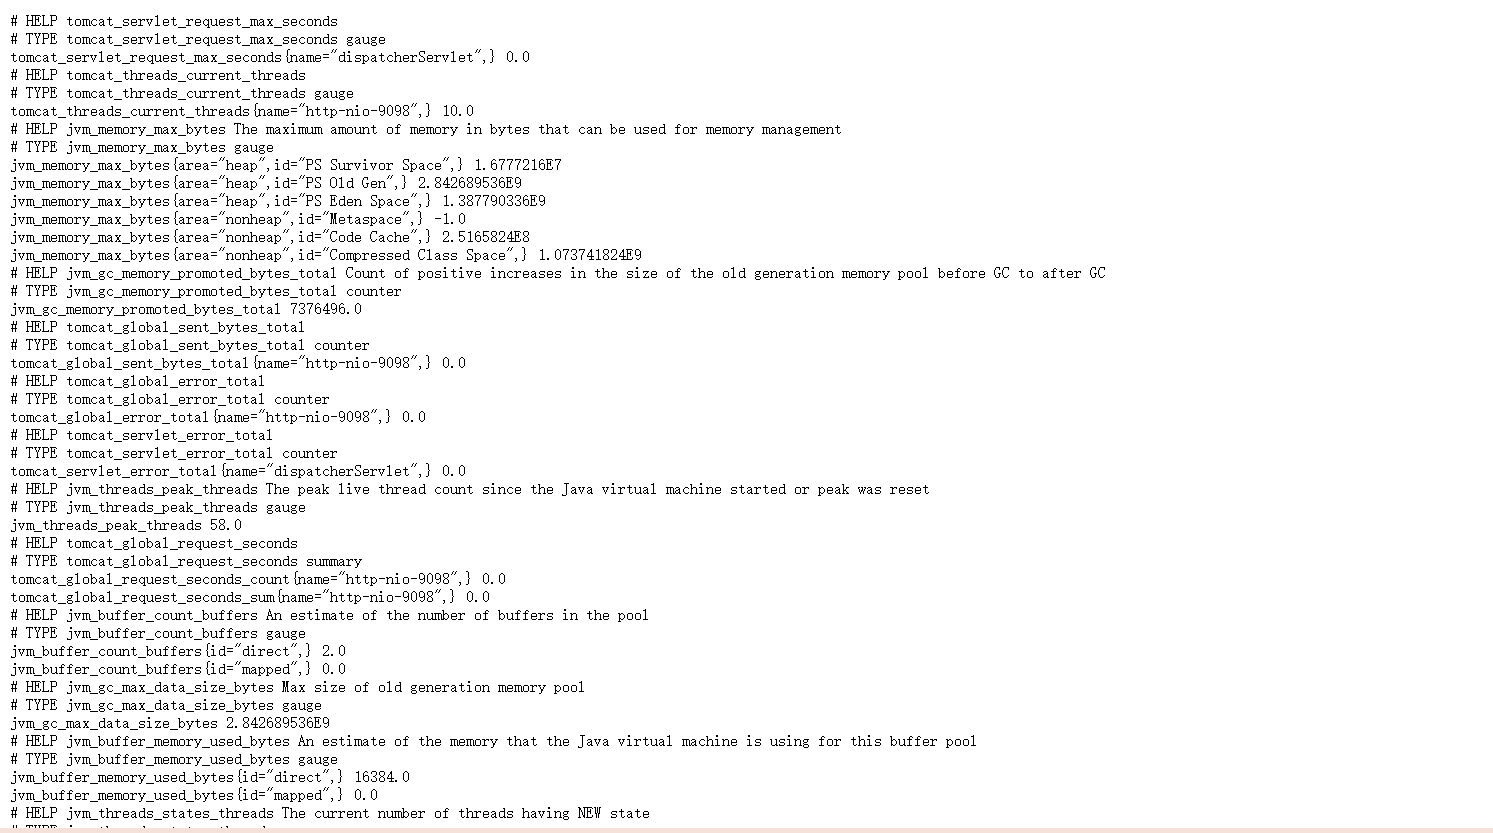 # HELP tomcat_servlet_request_max_seconds
# TYPE tomcat_servlet_request_max_seconds gauge
tomcat_servlet_request_max_seconds{name="dispatcherServlet",} 0.0
# HELP tomcat_threads_current_threads
# TYPE tomcat_threads_current_threads gauge
tomcat_threads_current_threads{name="http-nio-9098",} 10.0
# HELP jvm_memory_max_bytes The maximum amount of memory in bytes that can be used for memory management
# TYPE jvm_memory_max_bytes gauge
jvm_memory_max_bytes{area="heap",id="PS Survivor Space",} 1.6777216E7
jvm_memory_max_bytes{area="heap",id="PS Old Gen",} 2.842689536E9
jvm_memory_max_bytes{area="heap",id="PS Eden Space",} 1.387790336E9
jvm_memory_max_bytes{area="nonheap",id="Metaspace",} -1.0
jvm_memory_max_bytes{area="nonheap",id="Code Cache",} 2.5165824E8
jvm_memory_max_bytes{area="nonheap",id="Compressed Class Space",} 1.073741824E9
# HELP jvm_gc_memory_promoted_bytes_total Count of positive increases in the size of the old generation memory pool before GC to after GC
# TYPE jvm_gc_memory_promoted_bytes_total counter
jvm_gc_memory_promoted_bytes_total 7376496.0
# HELP tomcat_global_sent_bytes_total
# TYPE tomcat_global_sent_bytes_total counter
tomcat_global_sent_bytes_total{name="http-nio-9098",} 0.0
# HELP tomcat_global_error_total
# TYPE tomcat_global_error_total counter
tomcat_global_error_total{name="http-nio-9098",} 0.0
# HELP tomcat_servlet_error_total
# TYPE tomcat_servlet_error_total counter
tomcat_servlet_error_total{name="dispatcherServlet",} 0.0
# HELP jvm_threads_peak_threads The peak live thread count since the Java virtual machine started or peak was reset
# TYPE jvm_threads_peak_threads gauge
jvm_threads_peak_threads 58.0
# HELP tomcat_global_request_seconds
# TYPE tomcat_global_request_seconds summary
tomcat_global_request_seconds_count{name="http-nio-9098",} 0.0
tomcat_global_request_seconds_sum{name="http-nio-9098",} 0.0
# HELP jvm_buffer_count_buffers An estimate of the number of buffers in the pool
# TYPE jvm_buffer_count_buffers gauge
jvm_buffer_count_buffers{id="direct",} 2.0
jvm_buffer_count_buffers{id="mapped",} 0.0
# HELP jvm_gc_max_data_size_bytes Max size of old generation memory pool
# TYPE jvm_gc_max_data_size_bytes gauge
jvm_gc_max_data_size_bytes 2.842689536E9
# HELP jvm_buffer_memory_used_bytes An estimate of the memory that the Java virtual machine is using for this buffer pool
# TYPE jvm_buffer_memory_used_bytes gauge
jvm_buffer_memory_used_bytes{id="direct",} 16384.0
jvm_buffer_memory_used_bytes{id="mapped",} 0.0
# HELP jvm_threads_states_threads The current number of threads having NEW state